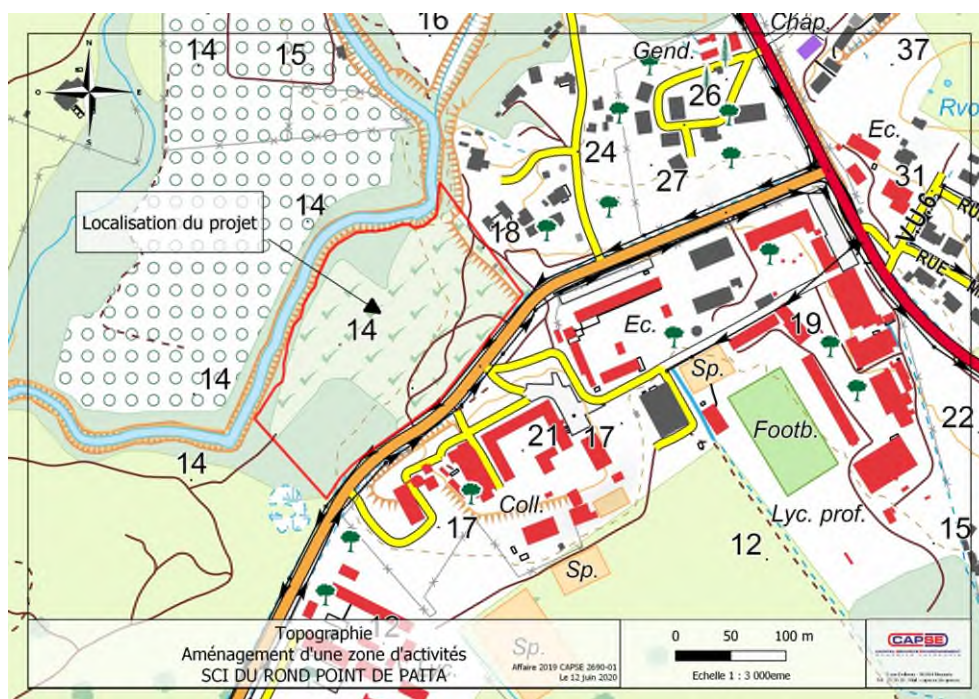 16
Chap.
14
15
Gend.
37
N
26
Ec.
Rvo
O
E
24
S
27
31
14
V.U.6.
Localisation du projet
18
RUE
14
Ec.
19
Sp.
14
22
21
17
Footb.
14
Coll.
Lyc. prof.
17
12
15
Sp.
12
Topographie
Aménagement d'une zone d'activités
SCI DU ROND POINT DE PAITA
Sp.
Affaire 2019 CAPSE 2690-01
Le 12 juin 2020
0 50 100 m
Echelle 1 : 3 000eme
CAPSE